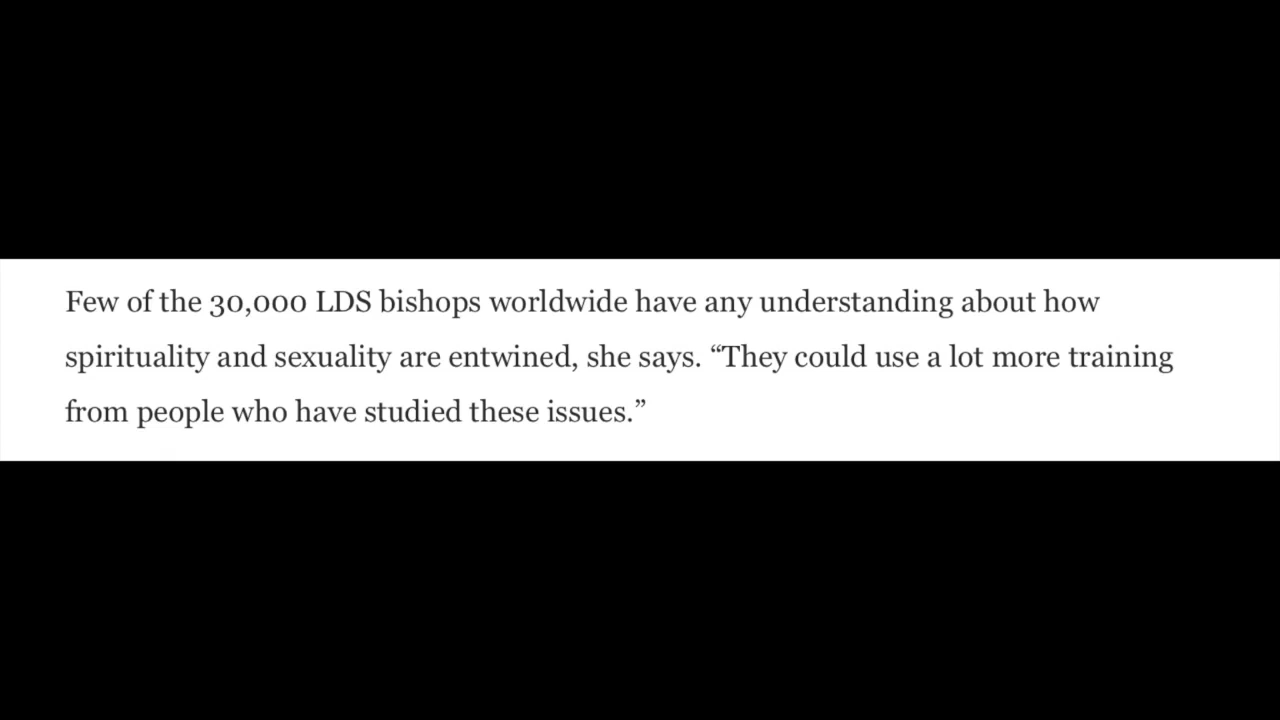 Few of the 30,000 LDS bishops worldwide have any understanding about how
spirituality and sexuality are entwined, she says. “They could use a lot more training
from people who have studied these issues.”